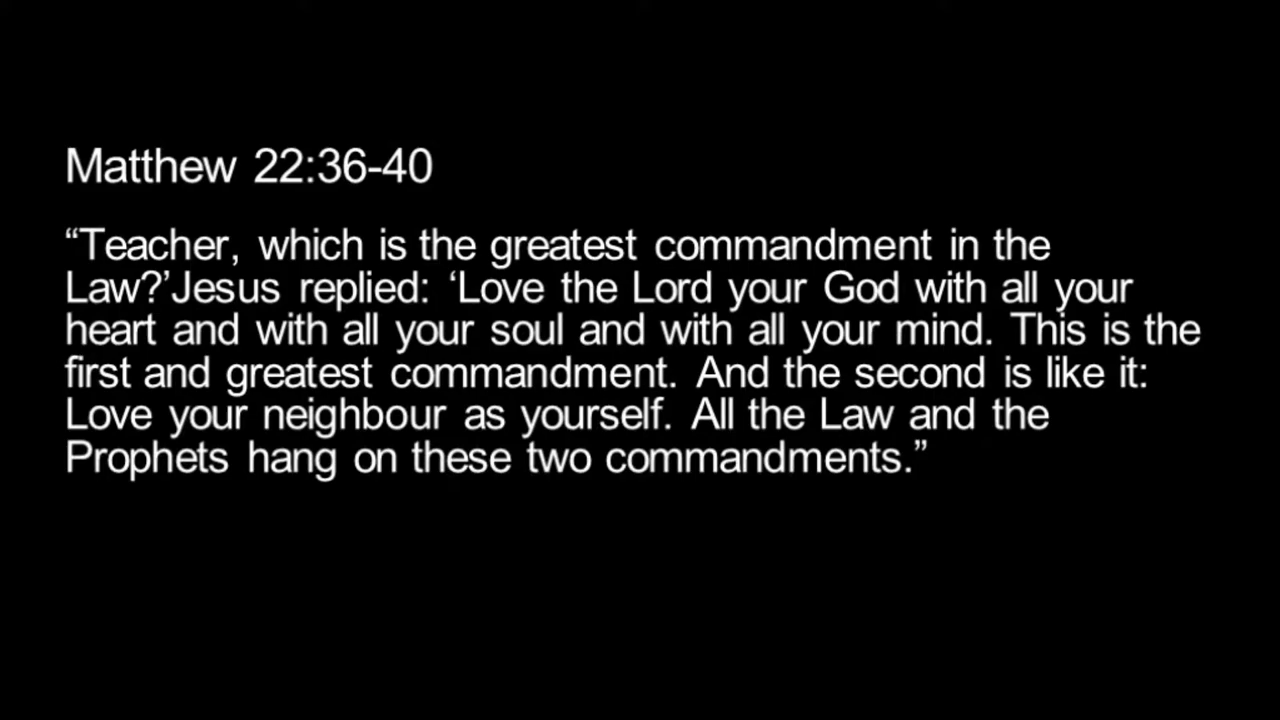 Matthew 22:36-40
“Teacher, which is the greatest commandment in the
Law?’Jesus replied: ‘Love the Lord your God with all your
heart and with all your soul and with all your mind. This is the
first and greatest commandment. And the second is like it:
Love your neighbour as yourself. All the Law and the
Prophets hang on these two commandments.”